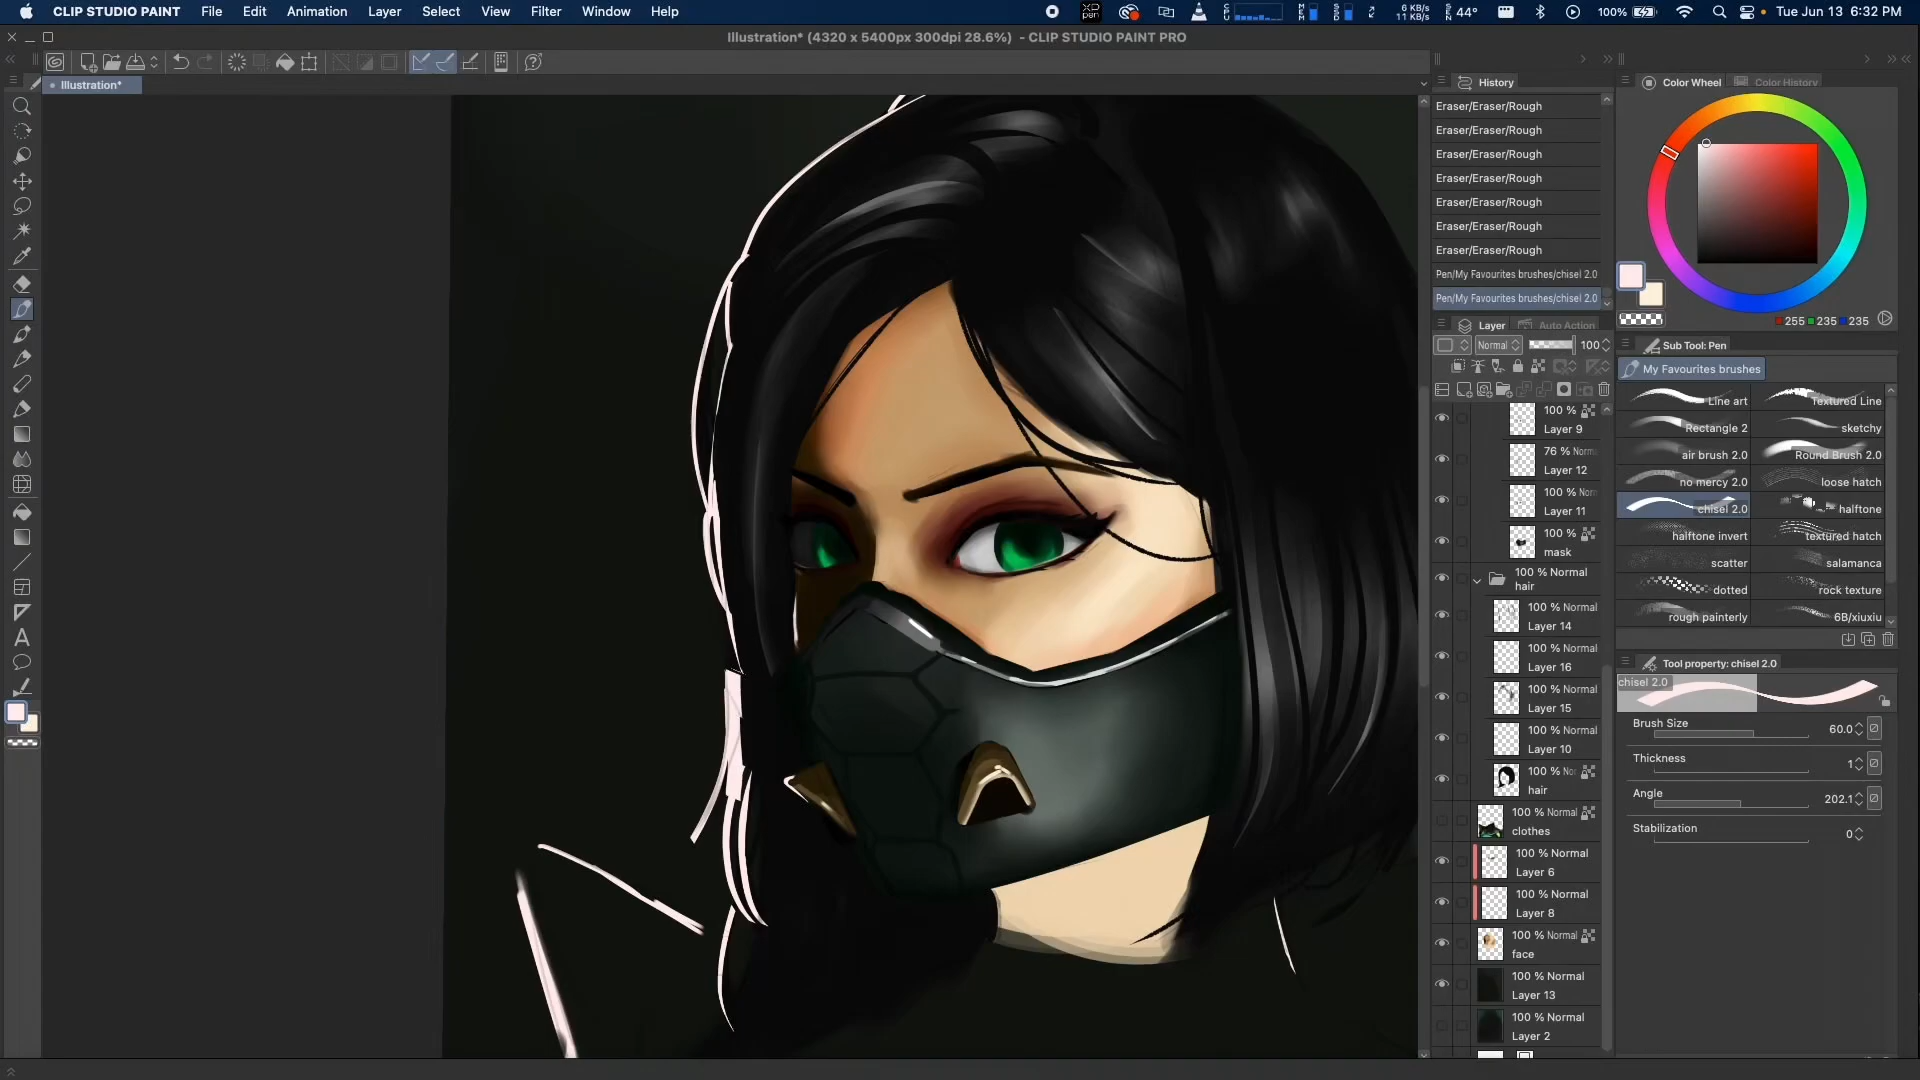 CLIP STUDIO PAINT File Edit Animation Layer Select View Filter Window Help
6 KB/s
11 KB/s
44°
100%
Tue Jun 13 6:32 PM
Illustration* (4320 x 5400px 300dpi 28.6%) - CLIP STUDIO PAINT PRO
Illustration*
History
Eraser/Eraser/Rough
Eraser/Eraser/Rough
Eraser/Eraser/Rough
Eraser/Eraser/Rough
Eraser/Eraser/Rough
Eraser/Eraser/Rough
Eraser/Eraser/Rough
Pen/My Favourites brushes/chisel 2.0
Pen/My Favourites brushes/chisel 2.0
Layer Auto Action
Normal 100
100 %
Layer 9
76 % Norm
Layer 12
100 % Nor
Layer 11
100 %
mask
100 % Normal
hair
100 % Normal
Layer 14
100 % Normal
Layer 16
100 % Normal
Layer 15
100 % Normal
Layer 10
100 % No
hair
100 % Normal
clothes
100 % Normal
Layer 6
100 % Normal
Layer 8
100 % Normal
face
100 % Normal
Layer 13
100 % Normal
Layer 2
Color Wheel Color History
255 235 235
Sub Tool: Pen
My Favourites brushes
Line art Textured Line
Rectangle 2 sketchy
air brush 2.0 Round Brush 2.0
no mercy 2.0 loose hatch
chisel 2.0 halftone
halftone invert textured hatch
scatter salamanca
dotted rock texture
rough painterly 6B/xiuxiu
Tool property: chisel 2.0
chisel 2.0
Brush Size 60.0
Thickness 1
Angle 202.1
Stabilization 0